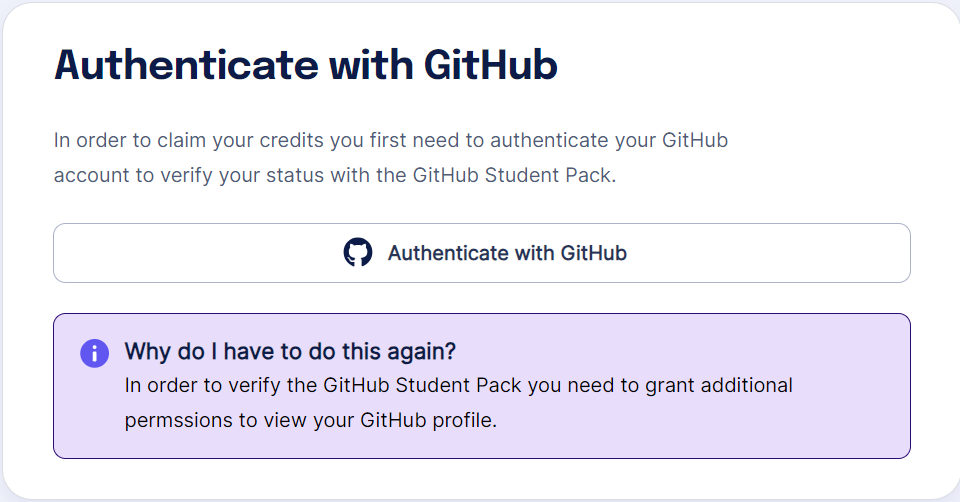 Authenticate with GitHub
In order to claim your credits you first need to authenticate your GitHub
account to verify your status with the GitHub Student Pack.
Authenticate with GitHub
Why do I have to do this again?
In order to verify the GitHub Student Pack you need to grant additional
permssions to view your GitHub profile.